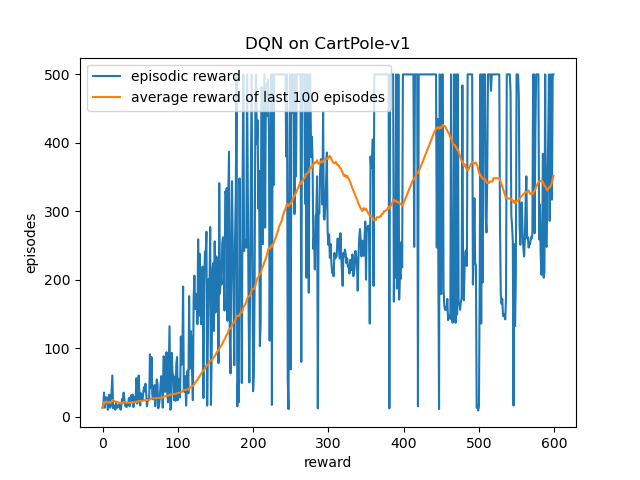 DQN on CartPole-v1
episodic reward
average reward of last 100 episodes
500
400
300
200
100
0
episodes
0 100 200 300 400 500 600
reward